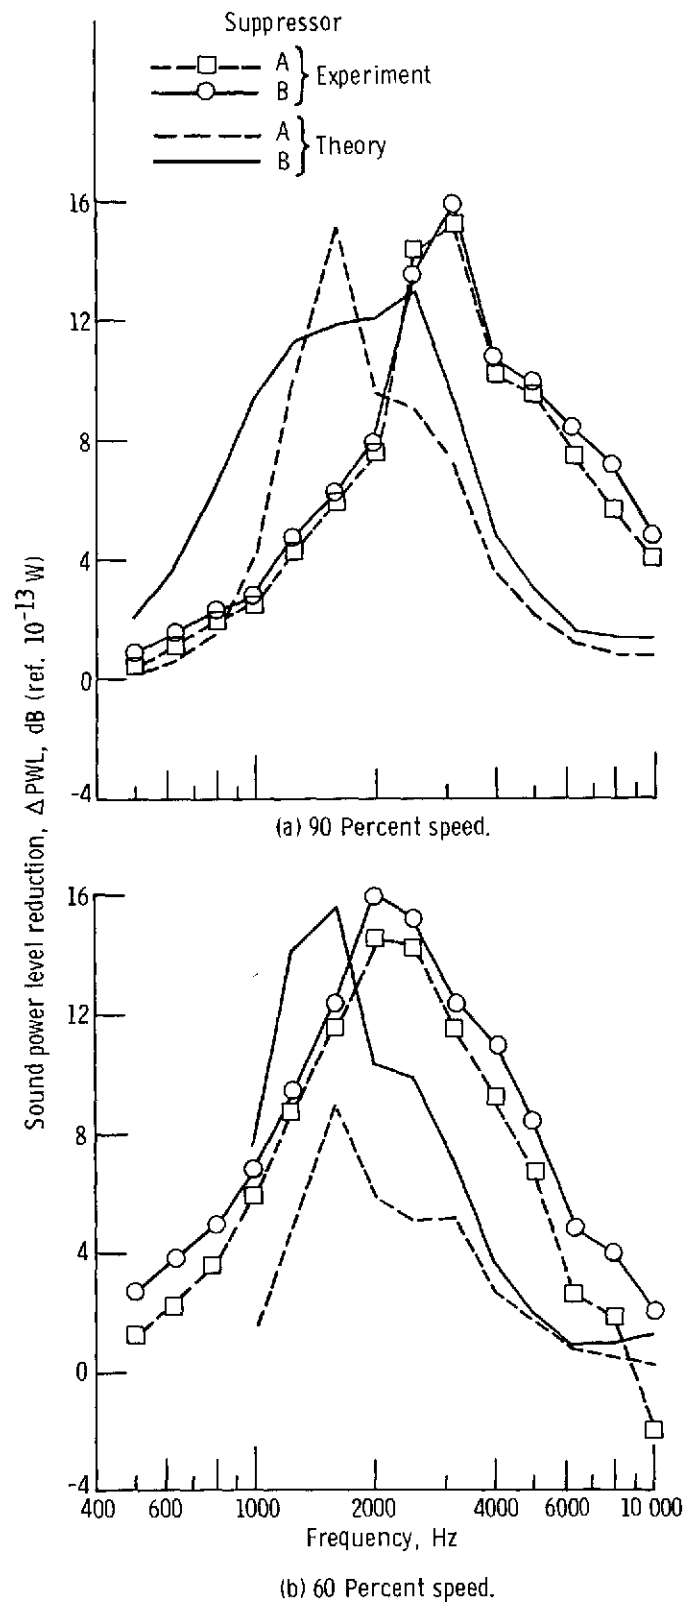 Suppressor
A
B
Experiment
A
B
Theory
16
12
8
4
0
-4
(a) 90 Percent speed.
Sound power level reduction, Δ PWL, dB (ref. 10⁻¹³ W)
16
12
8
4
0
-4
400 600 1000 2000 4000 6000 10 000
Frequency, Hz
(b) 60 Percent speed.